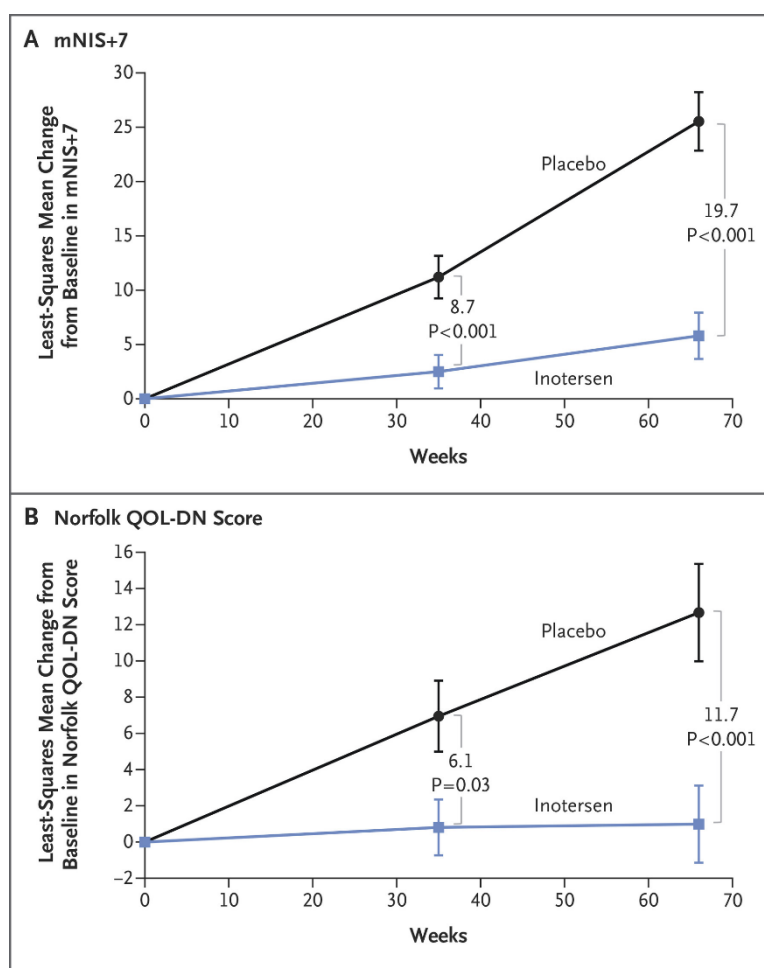 A mNIS+7
Least-Squares Mean Change
from Baseline in mNIS+7
30
25
20
15
10
5
0
Placebo
19.7
P<0.001
8.7
P<0.001
Inotersen
0 10 20 30 40 50 60 70
Weeks
B Norfolk QOL-DN Score
Least-Squares Mean Change from
Baseline in Norfolk QOL-DN Score
16
14
12
10
8
6
4
2
0
−2
Placebo
11.7
P<0.001
6.1
P=0.03
Inotersen
0 10 20 30 40 50 60 70
Weeks